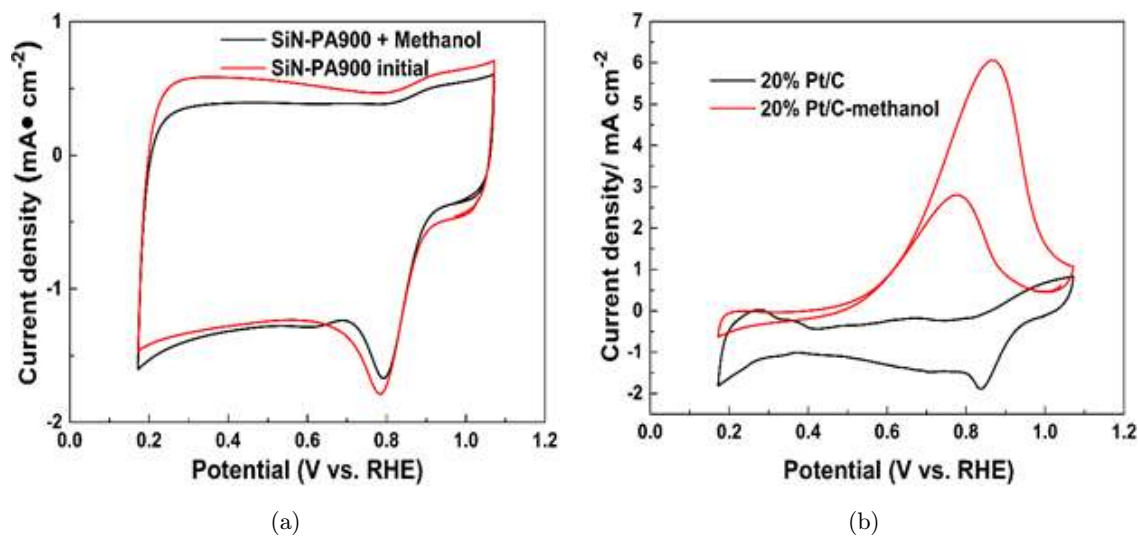 SiN-PA900 + Methanol
SiN-PA900 initial
Current density (mA● cm-2)
1
0
-1
-2
0.0 0.2 0.4 0.6 0.8 1.0 1.2
Potential (V vs. RHE)
(a)
20% Pt/C
20% Pt/C-methanol
Current density/ mA cm-2
7
6
5
4
3
2
1
0
-1
-2
0.0 0.2 0.4 0.6 0.8 1.0 1.2
Potential (V vs. RHE)
(b)